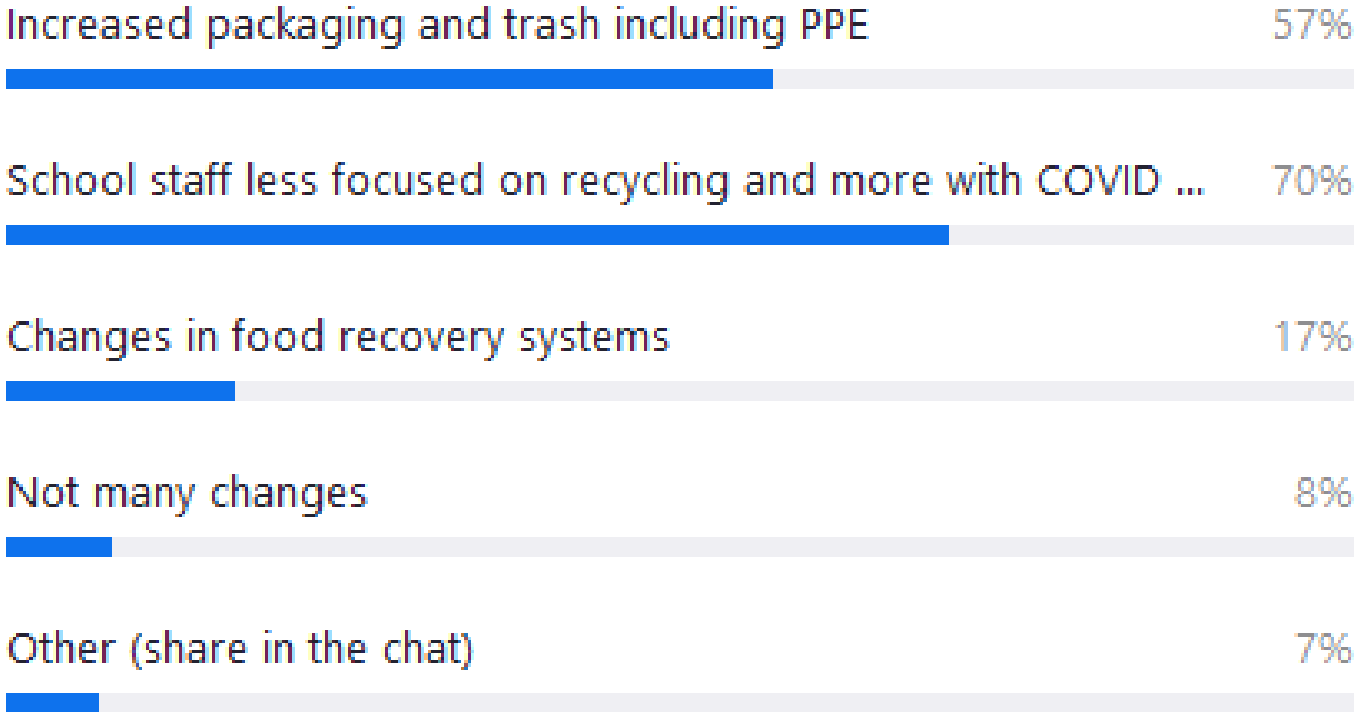 Increased packaging and trash including PPE 57%
School staff less focused on recycling and more with COVID ... 70%
Changes in food recovery systems 17%
Not many changes 8%
Other (share in the chat) 7%